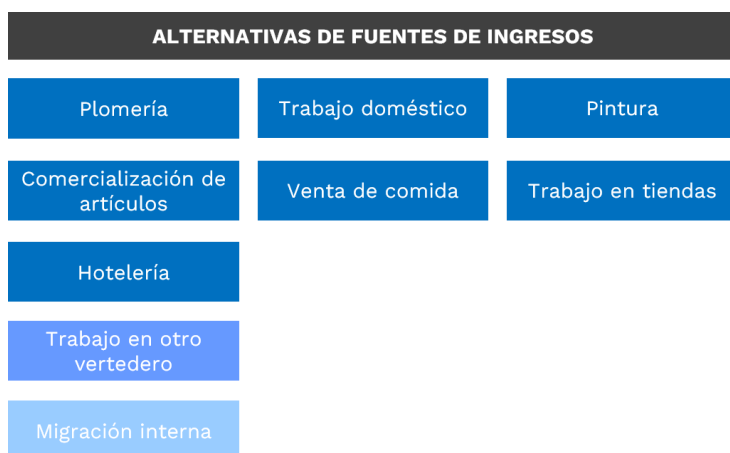 ALTERNATIVAS DE FUENTES DE INGRESOS
Plomería
Trabajo doméstico
Pintura
Comercialización de
artículos
Venta de comida
Trabajo en tiendas
Hotelería
Trabajo en otro
vertedero
Migración interna